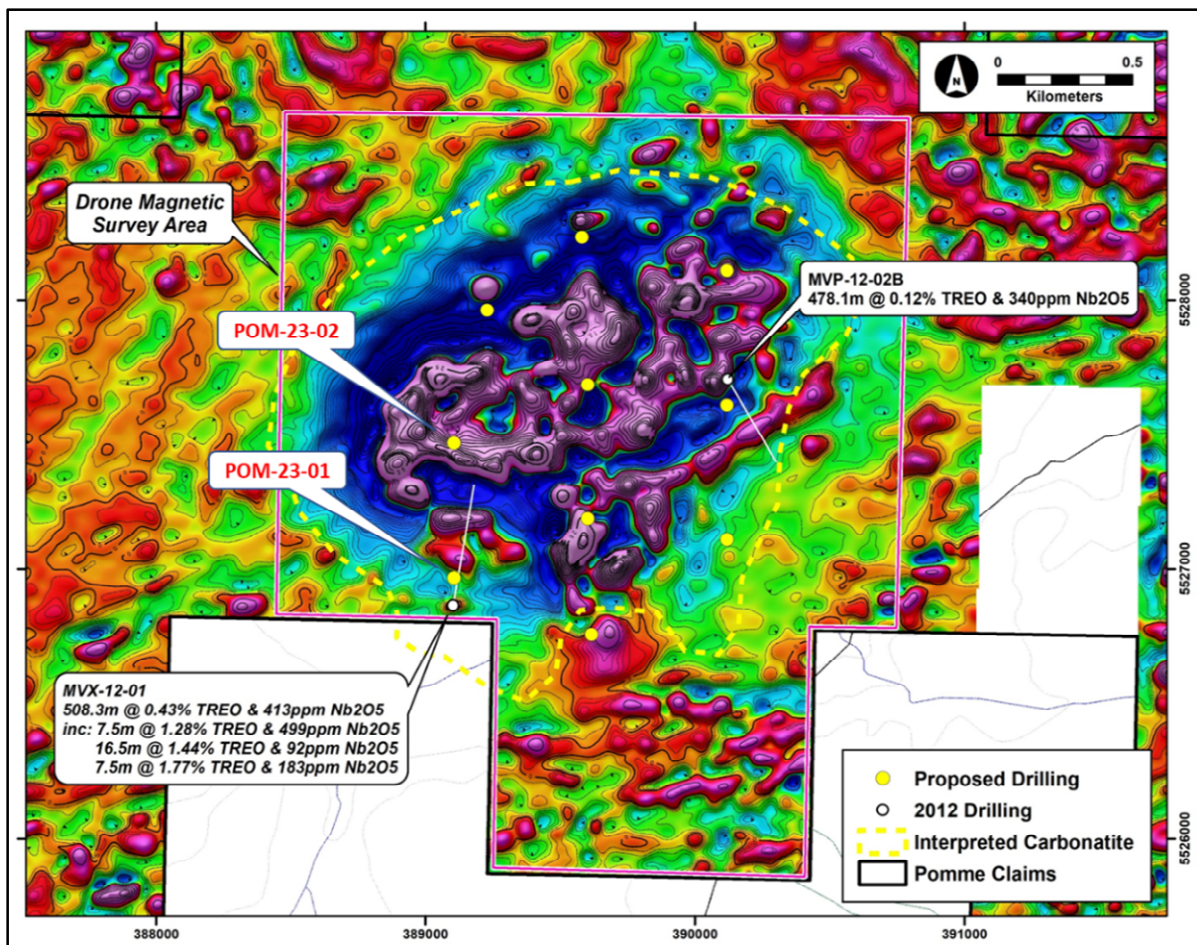 N
0 0.5
Kilometers
Drone Magnetic
Survey Area
MVP-12-02B
478.1m @ 0.12% TREO & 340ppm Nb2O5
POM-23-02
POM-23-01
MVX-12-01
508.3m @ 0.43% TREO & 413ppm Nb2O5
inc: 7.5m @ 1.28% TREO & 499ppm Nb2O5
16.5m @ 1.44% TREO & 92ppm Nb2O5
7.5m @ 1.77% TREO & 183ppm Nb2O5
5528000
5527000
5526000
Proposed Drilling
2012 Drilling
Interpreted Carbonatite
Pomme Claims
388000 389000 390000 391000